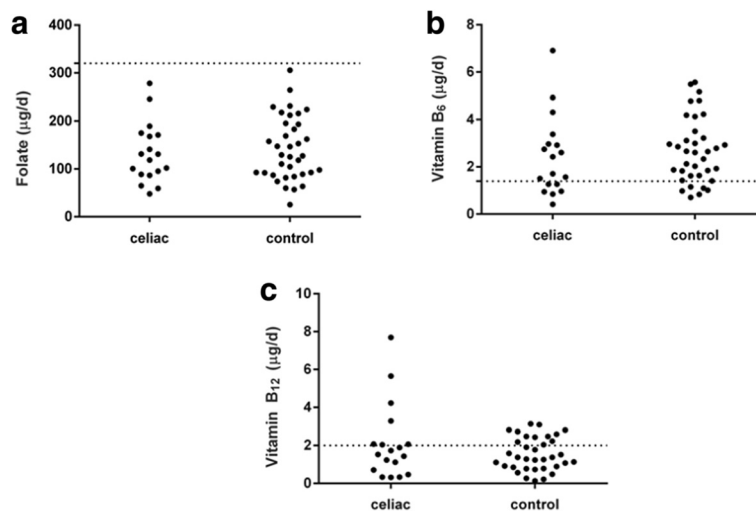 a
Folate (μg/d)
400
300
200
100
0
celiac control
b
Vitamin B₆ (μg/d)
8
6
4
2
0
celiac control
c
Vitamin B₁₂ (μg/d)
10
8
6
4
2
0
celiac control